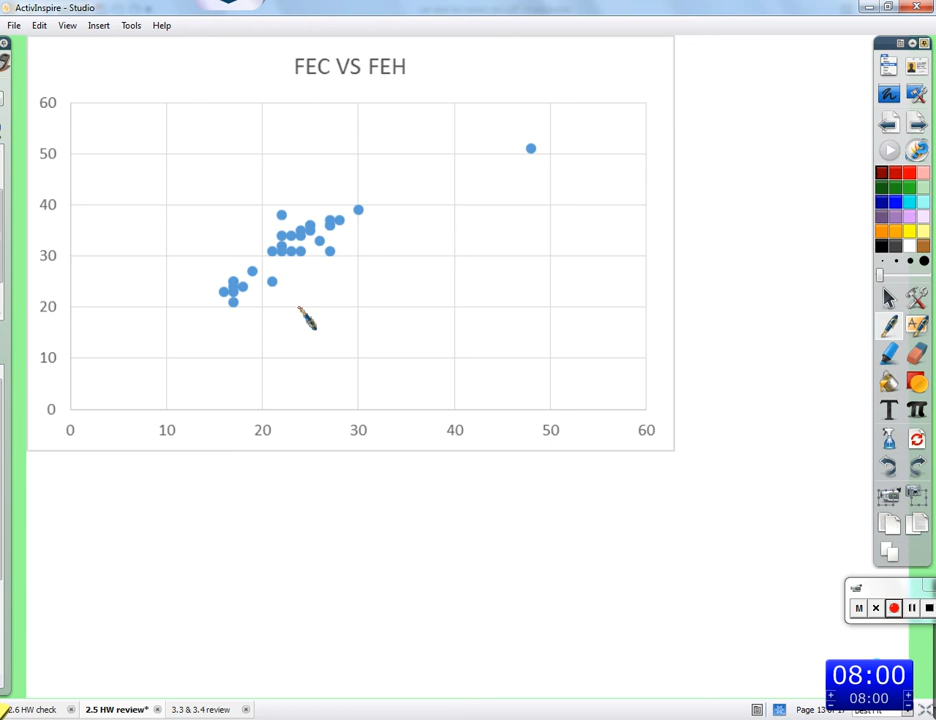 ActivInspire - Studio
File Edit View Insert Tools Help
FEC VS FEH
60
50
40
30
20
10
0
0 10 20 30 40 50 60
M
08:00
08:00
2.6 HW check 2.5 HW review* 3.3 & 3.4 review
Page 13 of